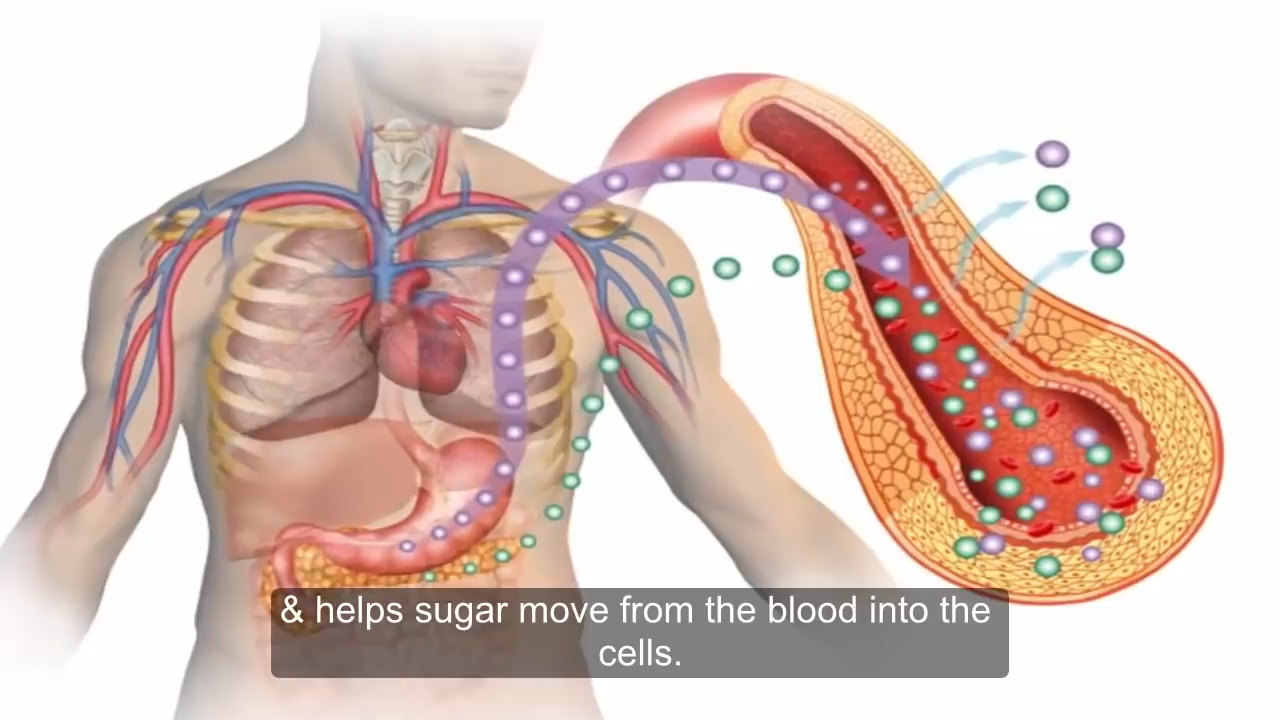 & helps sugar move from the blood into the
cells.